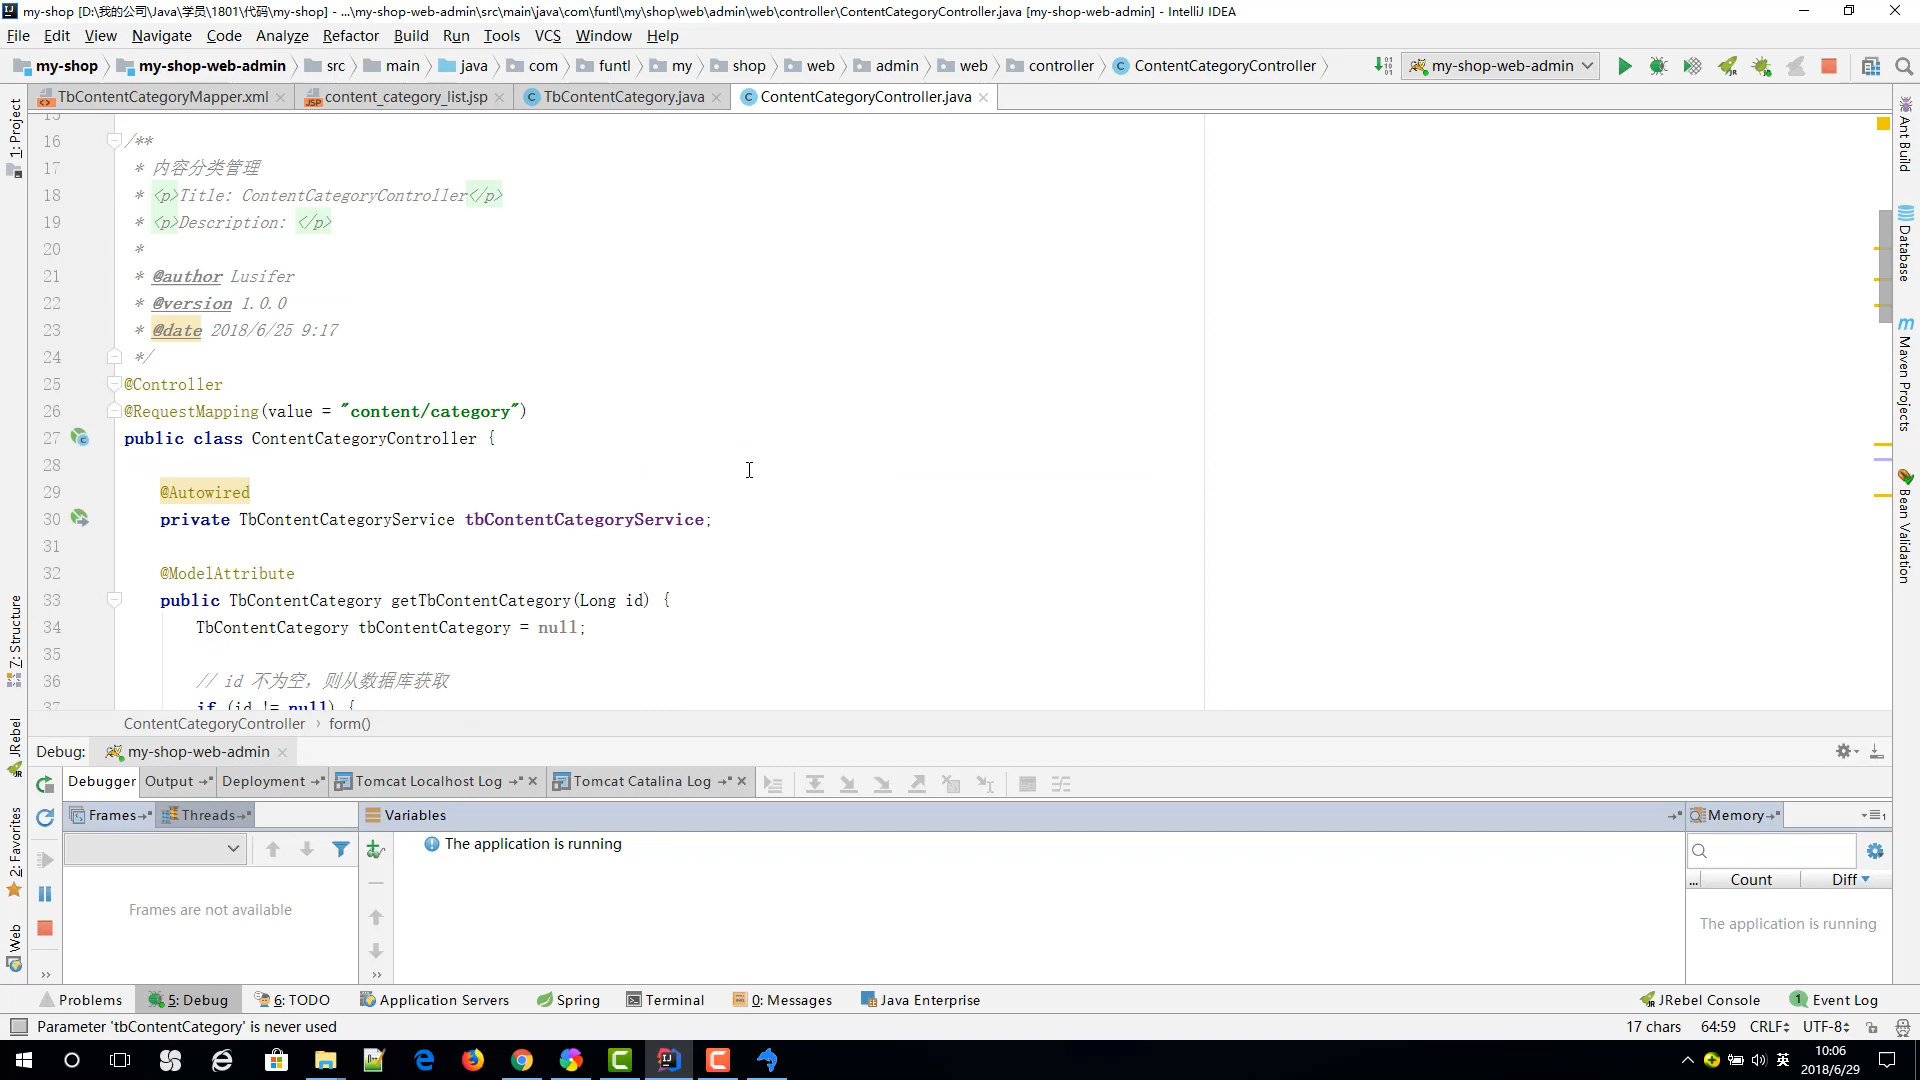 my-shop [D:\我的公司\Java\学员\1801\代码\my-shop] - ...\my-shop-web-admin\src\main\java\com\funtl\my\shop\web\admin\web\controller\ContentCategoryController.java [my-shop-web-admin] - IntelliJ IDEA
File Edit View Navigate Code Analyze Refactor Build Run Tools VCS Window Help
my-shop my-shop-web-admin src main java com funtl my shop web admin web controller ContentCategoryController my-shop-web-admin
TbContentCategoryMapper.xml content_category_list.jsp TbContentCategory.java ContentCategoryController.java
1: Project
7: Structure
JRebel
2: Favorites
Web
Ant Build
Database
Maven Projects
Bean Validation
15
16 /**
17 * 内容分类管理
18 * <p>Title: ContentCategoryController</p>
19 * <p>Description: </p>
20 *
21 * @author Lusifer
22 * @version 1.0.0
23 * @date 2018/6/25 9:17
24 */
25 @Controller
26 @RequestMapping(value = "content/category")
27 public class ContentCategoryController {
28
29 @Autowired
30 private TbContentCategoryService tbContentCategoryService;
31
32 @ModelAttribute
33 public TbContentCategory getTbContentCategory(Long id) {
34 TbContentCategory tbContentCategory = null;
35
36 // id 不为空，则从数据库获取
37 if (id != null) {
ContentCategoryController › form()
Debug: my-shop-web-admin
Debugger Output Deployment Tomcat Localhost Log Tomcat Catalina Log
Frames Threads Variables Memory
The application is running
... Count Diff
Frames are not available
The application is running
Problems 5: Debug 6: TODO Application Servers Spring Terminal 0: Messages Java Enterprise JRebel Console 1 Event Log
Parameter 'tbContentCategory' is never used 17 chars 64:59 CRLF UTF-8
英 10:06
2018/6/29